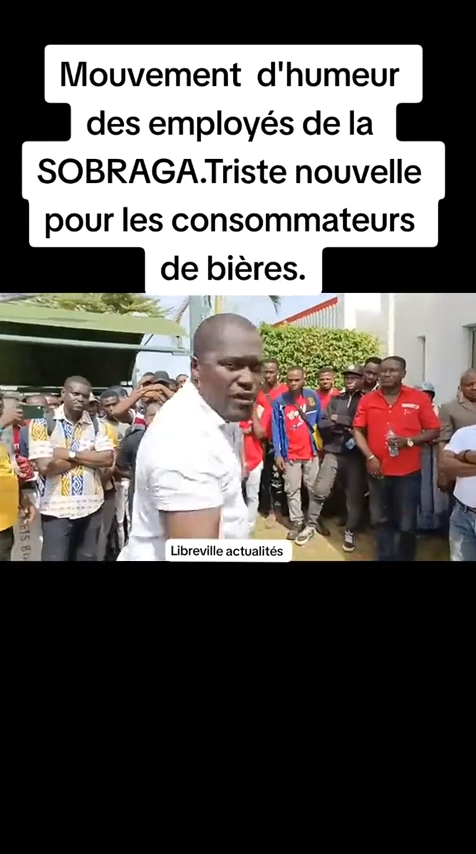 Mouvement  d'humeur
des employés de la
SOBRAGA.Triste nouvelle
pour les consommateurs
de bières.
Libreville actualités